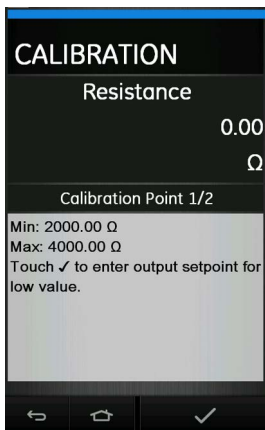 CALIBRATION
Resistance
0.00
Ω
Calibration Point 1/2
Min: 2000.00 Ω
Max: 4000.00 Ω
Touch ✓ to enter output setpoint for
low value.